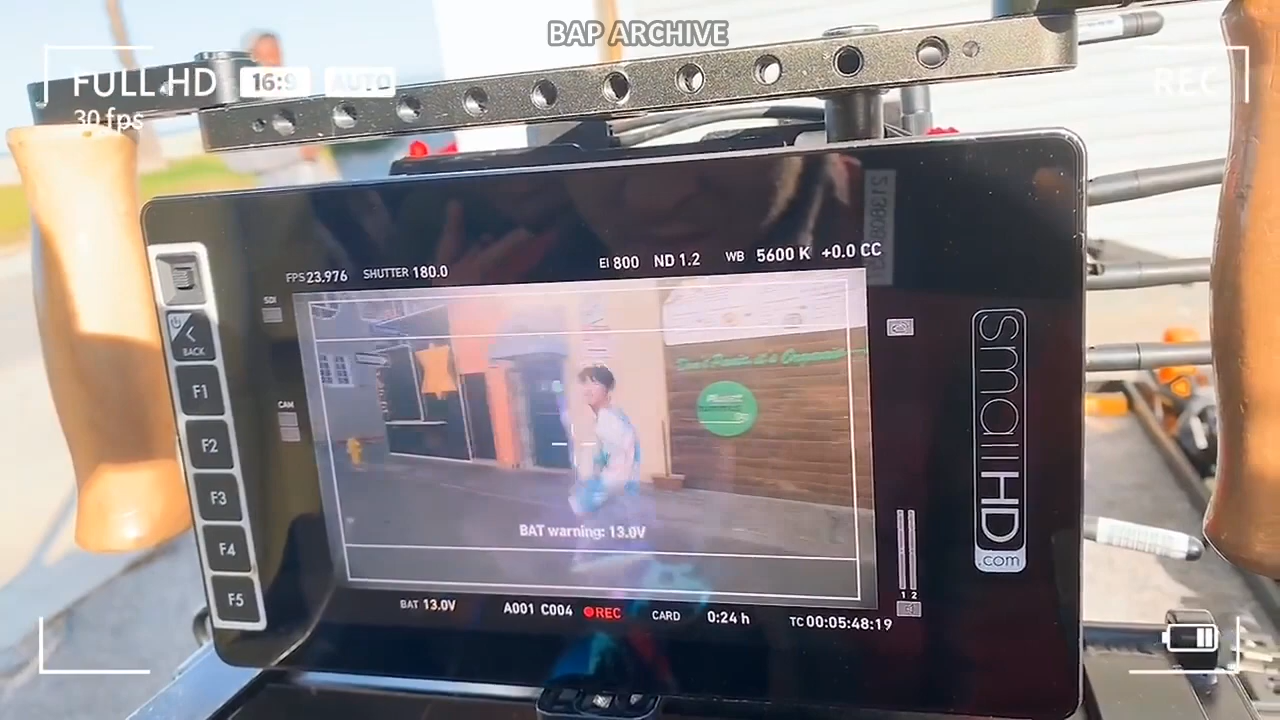 BAP ARCHIVE
FULL HD 16:9 AUTO
REC
30 fps
FPS 23.976 SHUTTER 180.0 EI 800 ND 1.2 WB 5600 K +0.0 CC
SDI
BACK
CAM
F1
F2
F3
F4
F5
BAT warning: 13.0V
smallHD
.com
1 2
BAT 13.0V A001 C004 REC CARD 0:24 h TC 00:05:48:19